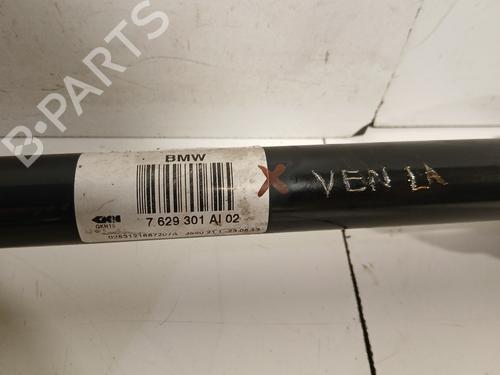 B-PARTS
BMW
X VEN LA
GKN
7 629 301 AI 02